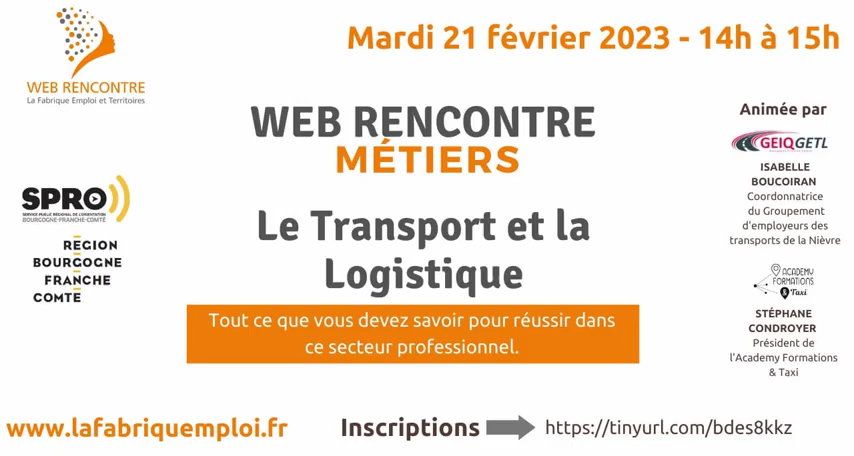 Mardi 21 février 2023 - 14h à 15h
WEB RENCONTRE
La Fabrique Emploi et Territoires
WEB RENCONTRE
MÉTIERS
Le Transport et la
Logistique
Tout ce que vous devez savoir pour réussir dans
ce secteur professionnel.
SPRO
SERVICE PUBLIC RÉGIONAL DE L'ORIENTATION
BOURGOGNE-FRANCHE-COMTÉ
RÉGION
BOURGOGNE
FRANCHE
COMTE
Animée par
GEIQGETL
ISABELLE
BOUCOIRAN
Coordonnatrice
du Groupement
d'employeurs des
transports de la Nièvre
ACADEMY
FORMATIONS
& Taxi
STÉPHANE
CONDROYER
Président de
l'Academy Formations
& Taxi
www.lafabriquemploi.fr
Inscriptions
https://tinyurl.com/bdes8kkz